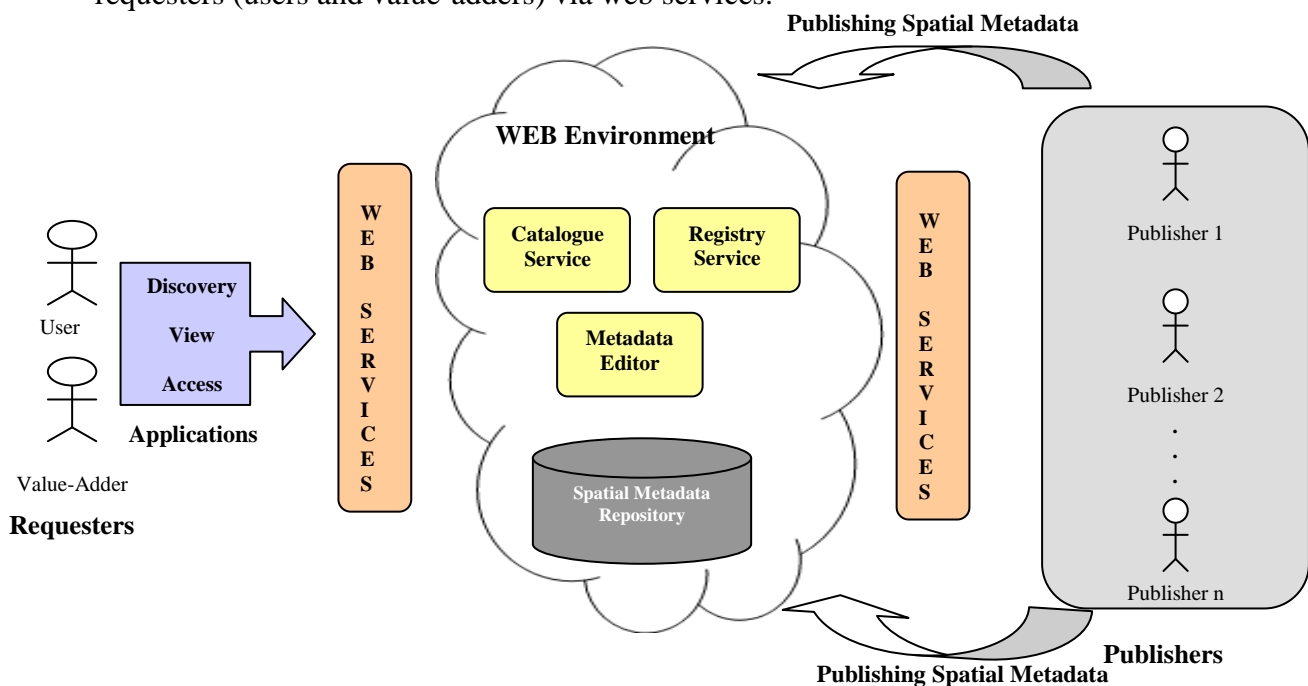 requesters (users and value-adders) via web services.
Publishing Spatial Metadata
WEB Environment
W
E
B
S
E
R
V
I
C
E
S
Catalogue
Service
Registry
Service
Metadata
Editor
Spatial Metadata
Repository
W
E
B
S
E
R
V
I
C
E
S
User
Value-Adder
Requesters
Discovery
View
Access
Applications
Publisher 1
Publisher 2
.
.
.
.
Publisher n
Publishers
Publishing Spatial Metadata